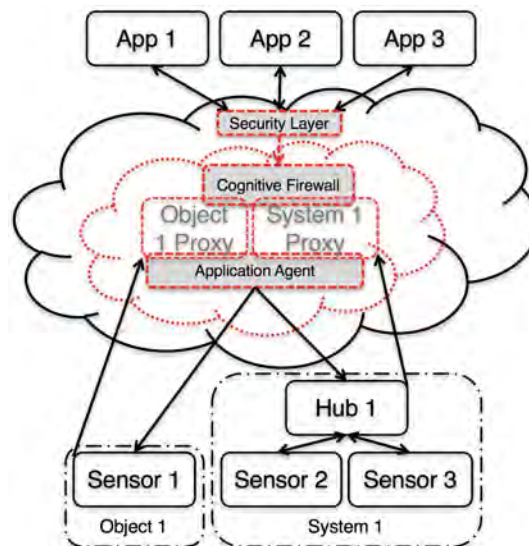 App 1
App 2
App 3
Security Layer
Cognitive Firewall
Object
1 Proxy
System 1
Proxy
Application Agent
Hub 1
Sensor 1
Sensor 2
Sensor 3
Object 1
System 1